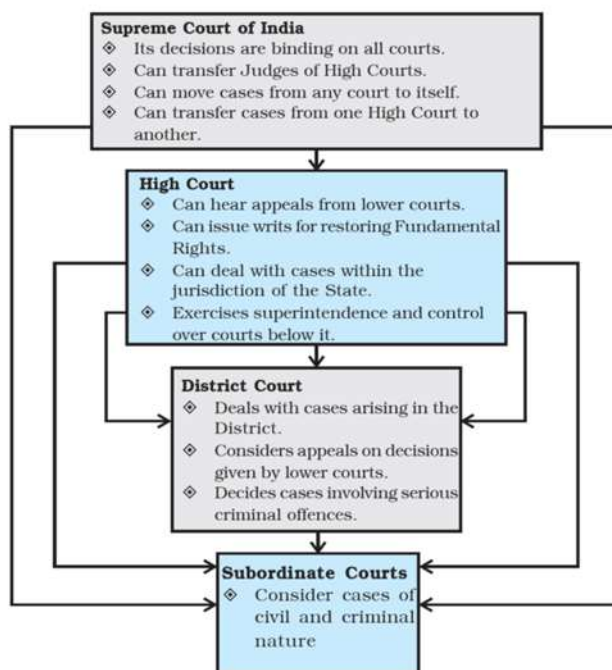 Supreme Court of India
◈ Its decisions are binding on all courts.
◈ Can transfer Judges of High Courts.
◈ Can move cases from any court to itself.
◈ Can transfer cases from one High Court to
another.
High Court
◈ Can hear appeals from lower courts.
◈ Can issue writs for restoring Fundamental
Rights.
◈ Can deal with cases within the
jurisdiction of the State.
◈ Exercises superintendence and control
over courts below it.
District Court
◈ Deals with cases arising in the
District.
◈ Considers appeals on decisions
given by lower courts.
◈ Decides cases involving serious
criminal offences.
Subordinate Courts
◈ Consider cases of
civil and criminal
nature